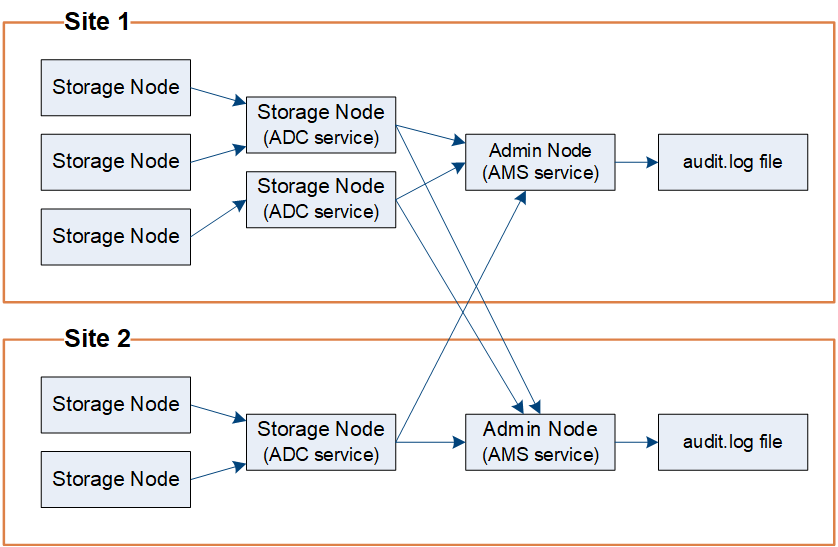 Site 1
Storage Node
Storage Node
Storage Node
Storage Node
(ADC service)
Storage Node
(ADC service)
Admin Node
(AMS service)
audit.log file
Site 2
Storage Node
Storage Node
Storage Node
(ADC service)
Admin Node
(AMS service)
audit.log file